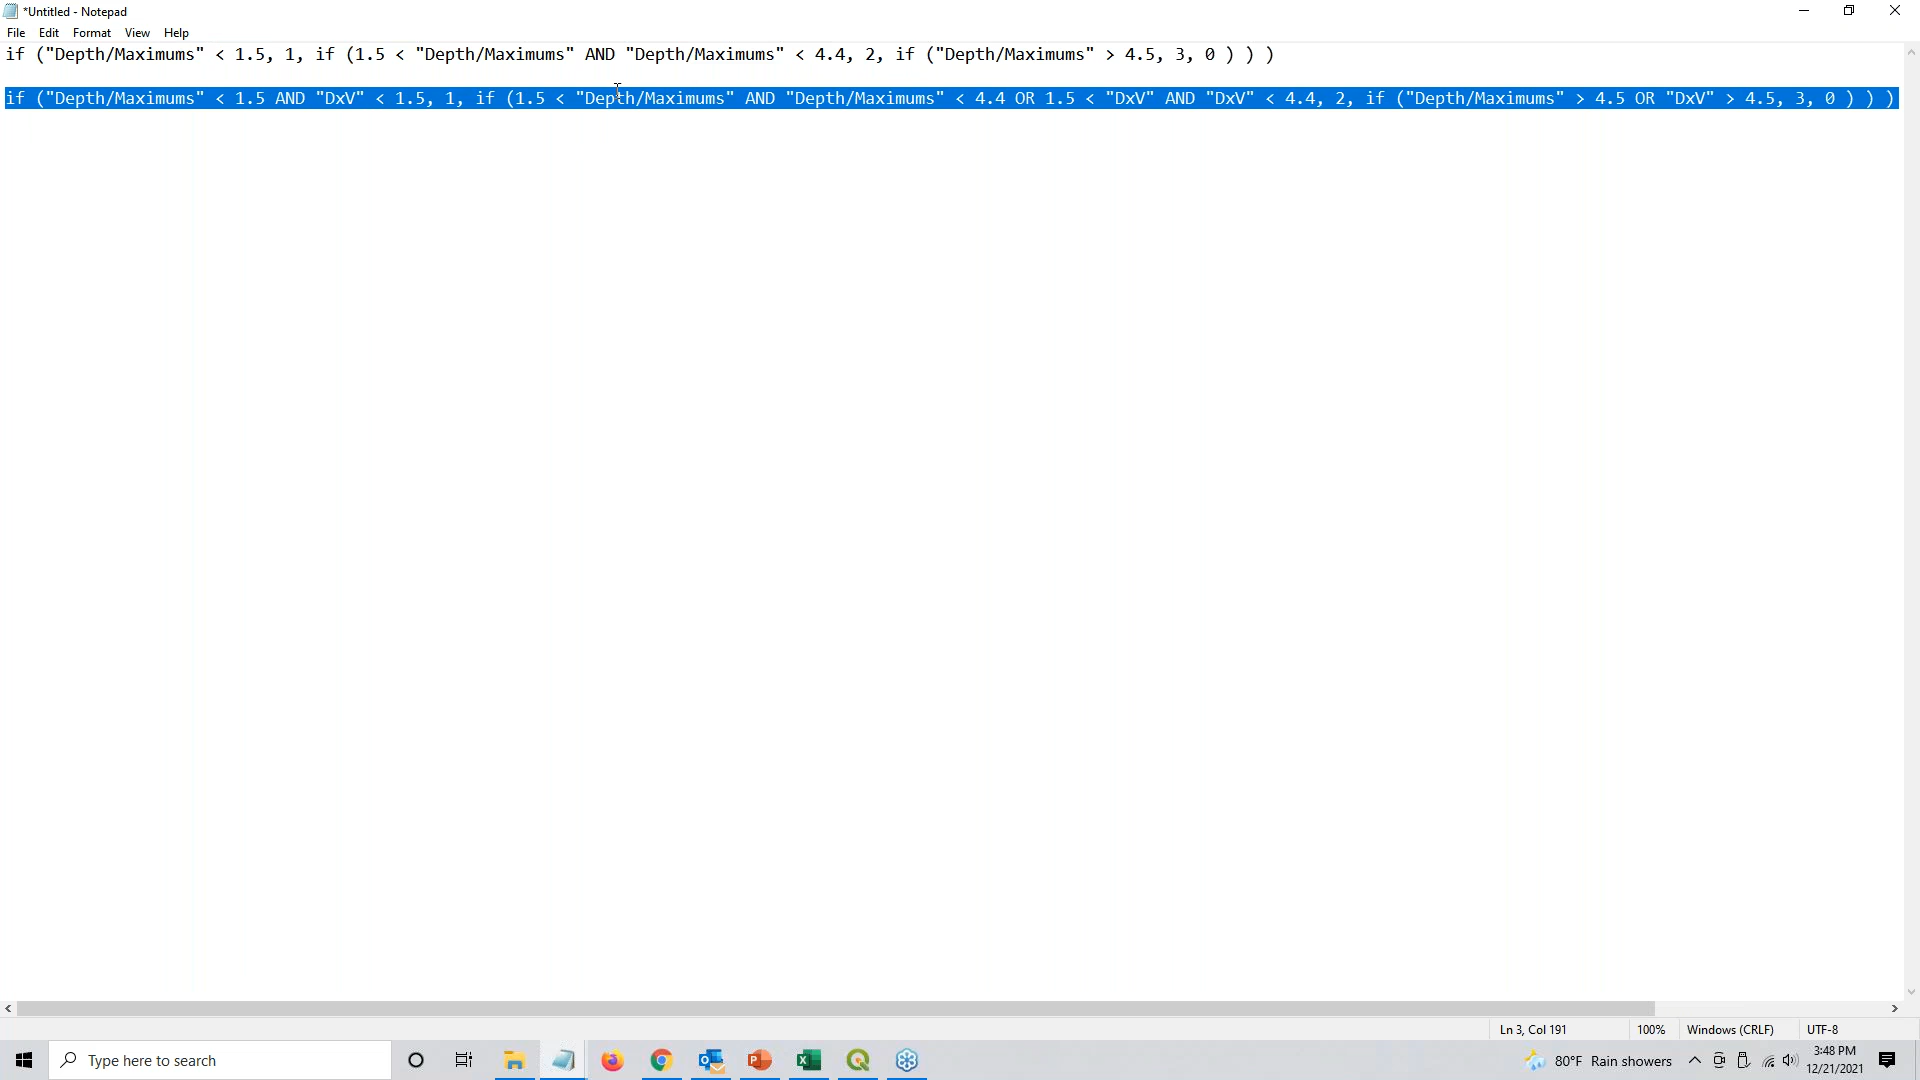 *Untitled - Notepad
File Edit Format View Help
if ("Depth/Maximums" < 1.5, 1, if (1.5 < "Depth/Maximums" AND "Depth/Maximums" < 4.4, 2, if ("Depth/Maximums" > 4.5, 3, 0 ) ) )
if ("Depth/Maximums" < 1.5 AND "DxV" < 1.5, 1, if (1.5 < "Depth/Maximums" AND "Depth/Maximums" < 4.4 OR 1.5 < "DxV" AND "DxV" < 4.4, 2, if ("Depth/Maximums" > 4.5 OR "DxV" > 4.5, 3, 0 ) ) )
Ln 3, Col 191 100% Windows (CRLF) UTF-8
Type here to search 80°F Rain showers 3:48 PM
12/21/2021